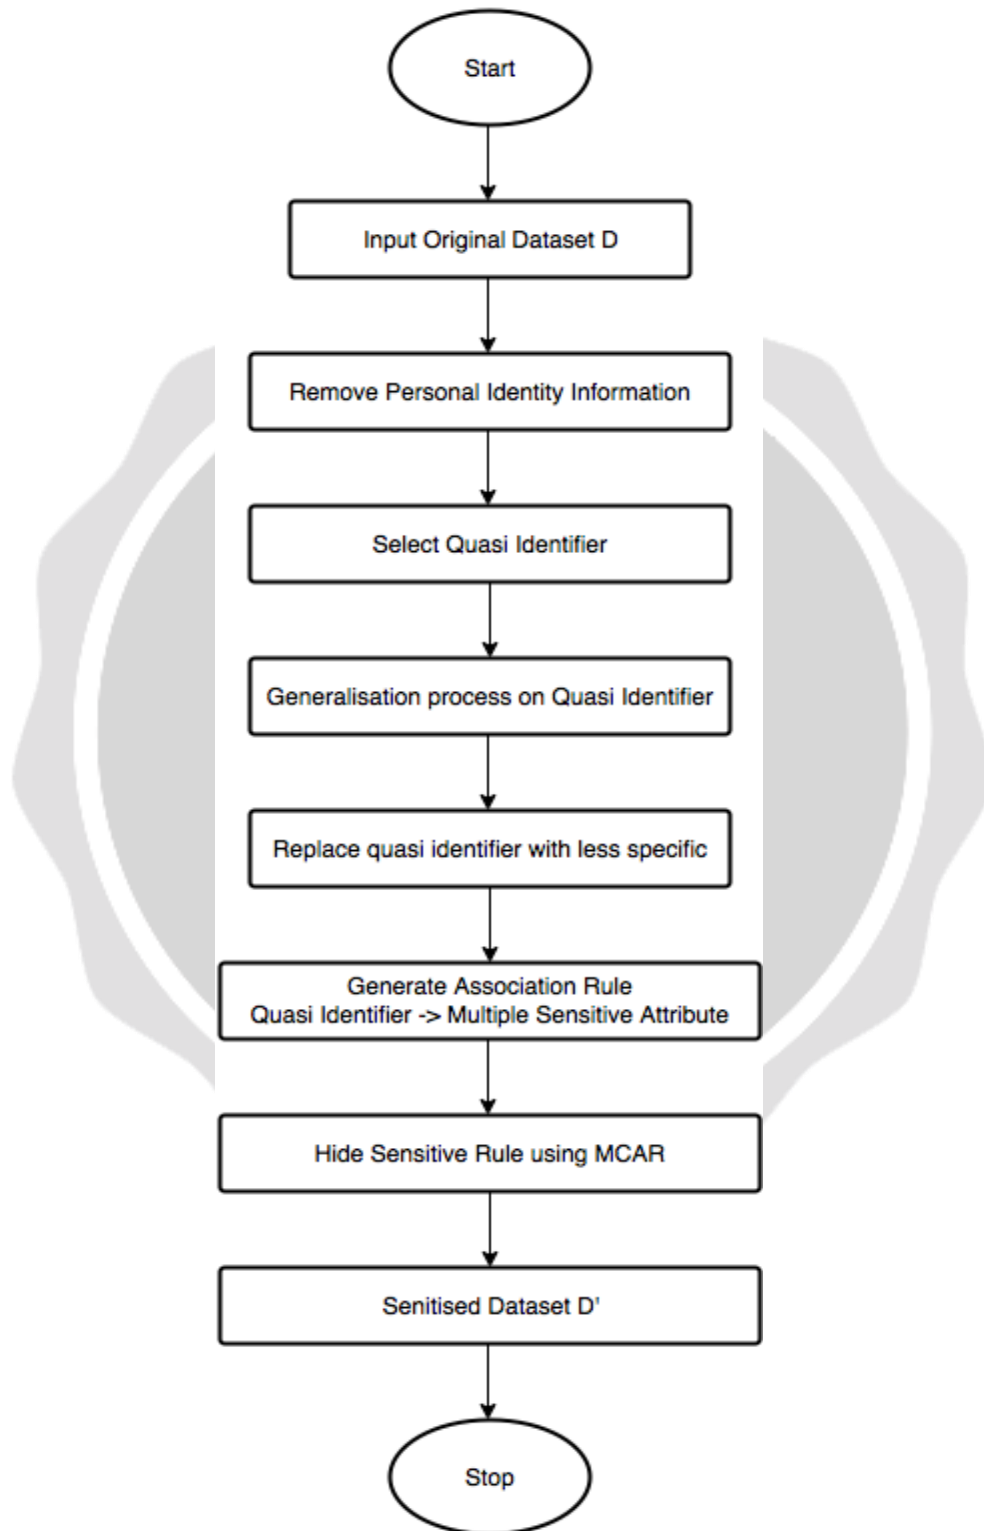 Start
Input Original Dataset D
Remove Personal Identity Information
Select Quasi Identifier
Generalisation process on Quasi Identifier
Replace quasi identifier with less specific
Generate Association Rule
Quasi Identifier -> Multiple Sensitive Attribute
Hide Sensitive Rule using MCAR
Senitised Dataset D'
Stop